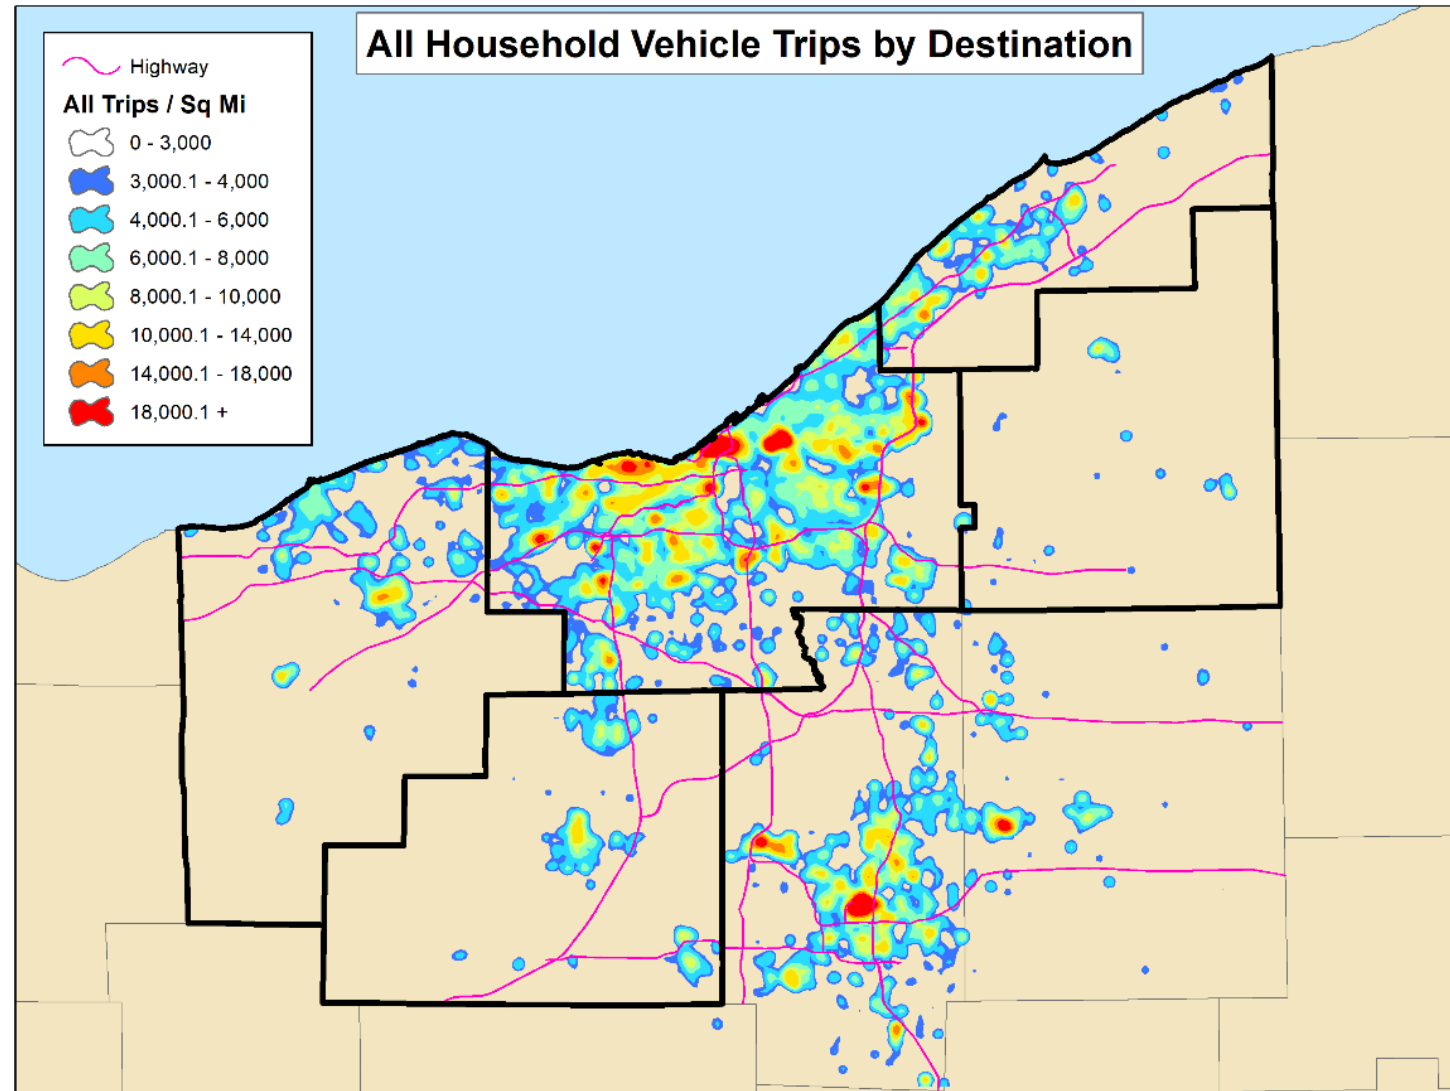 All Household Vehicle Trips by Destination
Highway
All Trips / Sq Mi
0 - 3,000
3,000.1 - 4,000
4,000.1 - 6,000
6,000.1 - 8,000
8,000.1 - 10,000
10,000.1 - 14,000
14,000.1 - 18,000
18,000.1 +